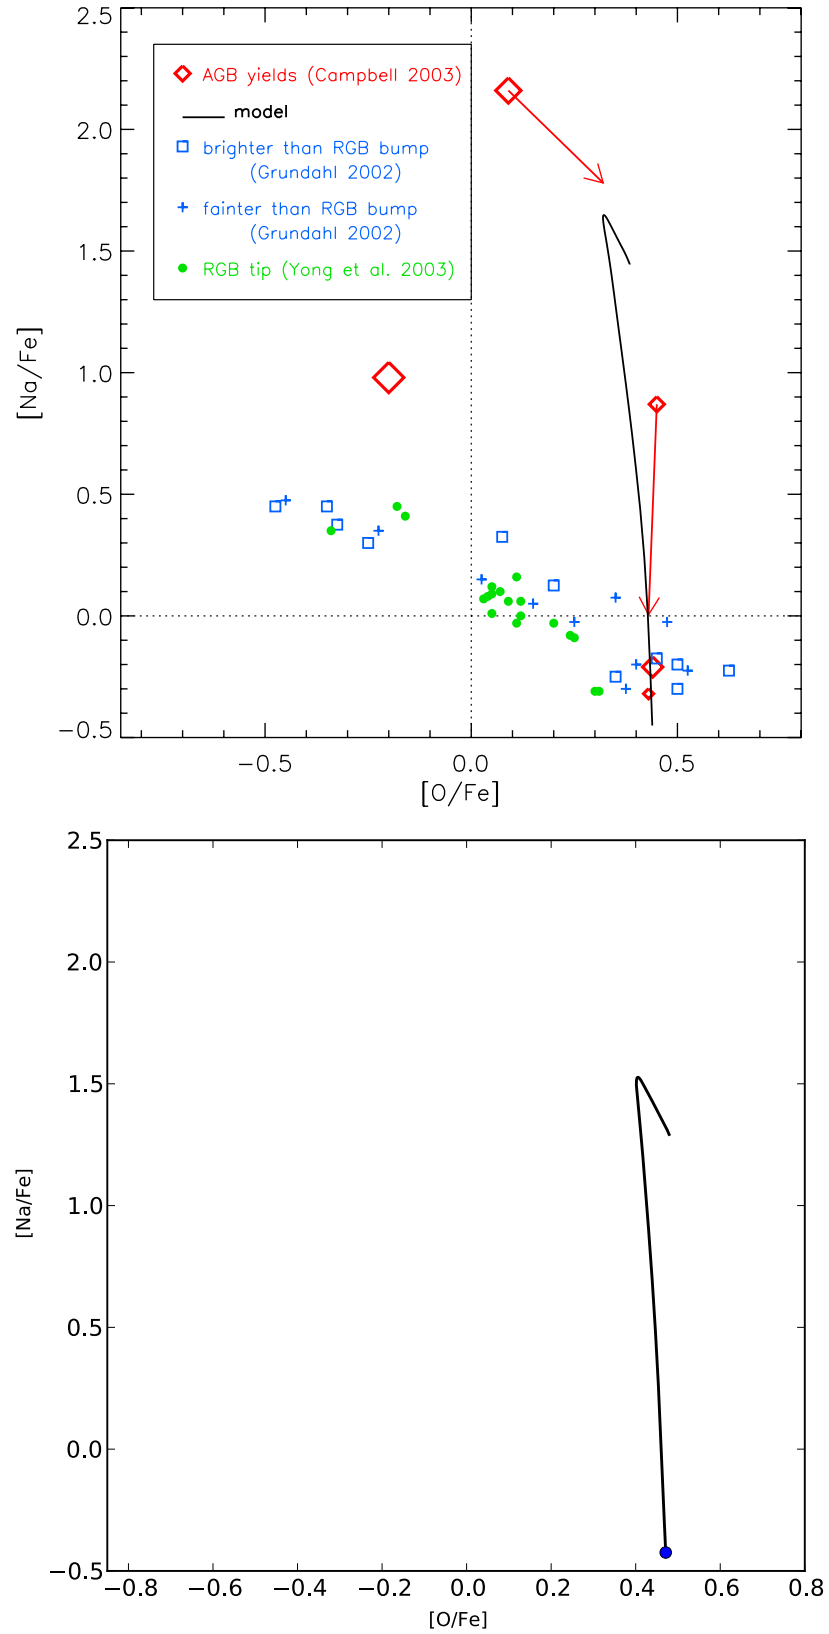 2.5
2.0
1.5
1.0
0.5
0.0
−0.5
[Na/Fe]
AGB yields (Campbell 2003)
model
brighter than RGB bump
(Grundahl 2002)
fainter than RGB bump
(Grundahl 2002)
RGB tip (Yong et al. 2003)
−0.5 0.0 0.5
[O/Fe]
2.5
2.0
1.5
1.0
0.5
0.0
−0.5
[Na/Fe]
−0.8 −0.6 −0.4 −0.2 0.0 0.2 0.4 0.6 0.8
[O/Fe]